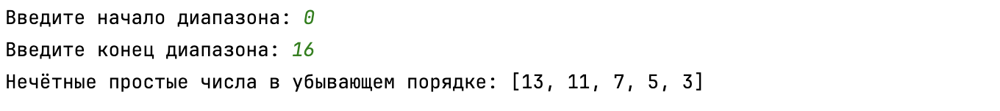 Введите начало диапазона: 0
Введите конец диапазона: 16
Нечётные простые числа в убывающем порядке: [13, 11, 7, 5, 3]